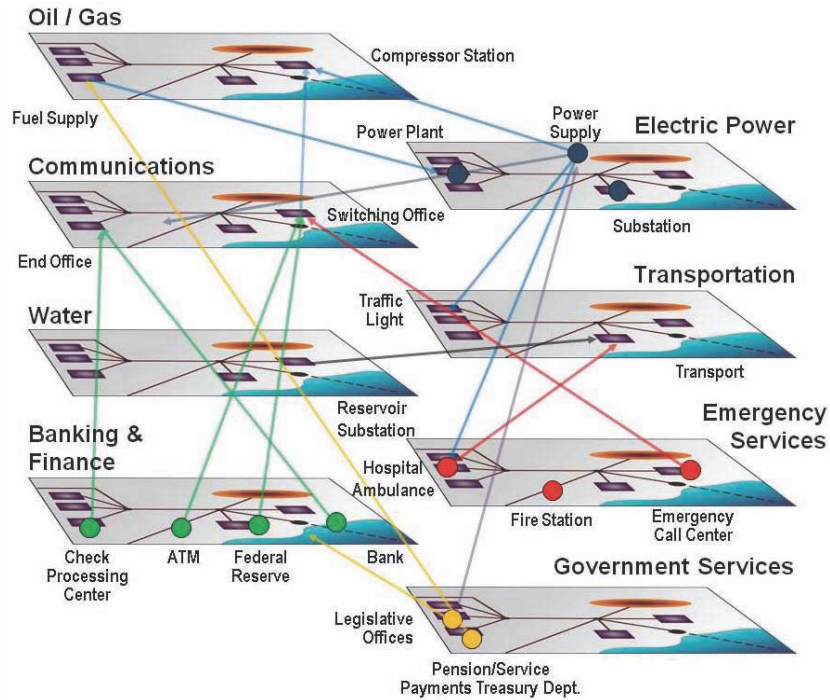 Oil / Gas
Compressor Station
Fuel Supply
Power Plant
Power
Supply
Electric Power
Communications
Switching Office
Substation
End Office
Transportation
Water
Traffic
Light
Transport
Reservoir
Substation
Banking &
Finance
Emergency
Services
Hospital
Ambulance
Fire Station
Emergency
Call Center
Check
Processing
Center
ATM
Federal
Reserve
Bank
Government Services
Legislative
Offices
Pension/Service
Payments Treasury Dept.